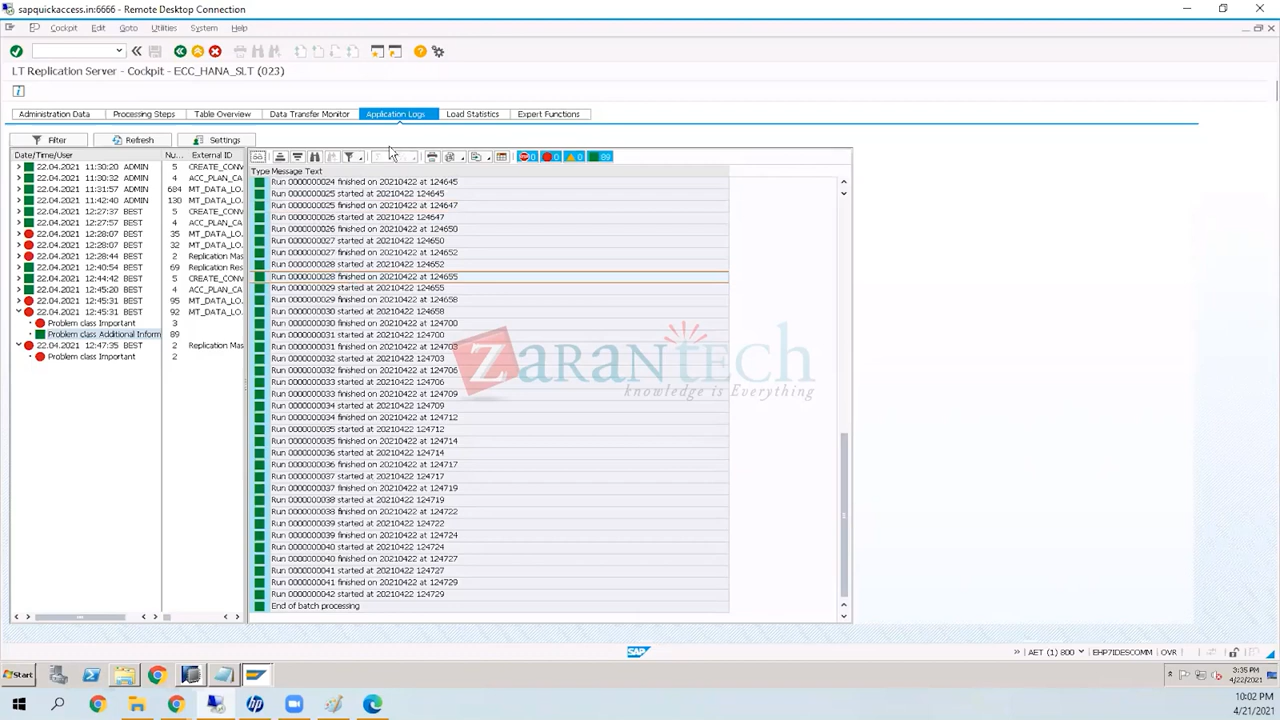 sapquickaccess.in:6666 - Remote Desktop Connection
Cockpit Edit Goto Utilities System Help
LT Replication Server - Cockpit - ECC_HANA_SLT (023)
Administration Data Processing Steps Table Overview Data Transfer Monitor Application Logs Load Statistics Expert Functions
Filter Refresh Settings
Date/Time/User Nu... External ID
22.04.2021 11:30:20 ADMIN 5 CREATE_CONV
22.04.2021 11:30:32 ADMIN 4 ACC_PLAN_CA
22.04.2021 11:31:57 ADMIN 684 MT_DATA_LO.
22.04.2021 11:42:40 ADMIN 130 MT_DATA_LO.
22.04.2021 12:27:37 BEST 5 CREATE_CONV
22.04.2021 12:27:57 BEST 4 ACC_PLAN_CA
22.04.2021 12:28:07 BEST 35 MT_DATA_LO.
22.04.2021 12:28:07 BEST 32 MT_DATA_LO.
22.04.2021 12:28:44 BEST 2 Replication Mas
22.04.2021 12:40:54 BEST 69 Replication Res
22.04.2021 12:44:42 BEST 5 CREATE_CONV
22.04.2021 12:45:20 BEST 4 ACC_PLAN_CA
22.04.2021 12:45:31 BEST 95 MT_DATA_LO.
22.04.2021 12:45:31 BEST 92 MT_DATA_LO.
Problem class Important 3
Problem class Additional Inform 89
22.04.2021 12:47:35 BEST 2 Replication Mas
Problem class Important 2
0 0 0 89
Type Message Text
Run 0000000024 finished on 20210422 at 124645
Run 0000000025 started at 20210422 124645
Run 0000000025 finished on 20210422 at 124647
Run 0000000026 started at 20210422 124647
Run 0000000026 finished on 20210422 at 124650
Run 0000000027 started at 20210422 124650
Run 0000000027 finished on 20210422 at 124652
Run 0000000028 started at 20210422 124652
Run 0000000028 finished on 20210422 at 124655
Run 0000000029 started at 20210422 124655
Run 0000000029 finished on 20210422 at 124658
Run 0000000030 started at 20210422 124658
Run 0000000030 finished on 20210422 at 124700
Run 0000000031 started at 20210422 124700
Run 0000000031 finished on 20210422 at 124703
Run 0000000032 started at 20210422 124703
Run 0000000032 finished on 20210422 at 124706
Run 0000000033 started at 20210422 124706
Run 0000000033 finished on 20210422 at 124709
Run 0000000034 started at 20210422 124709
Run 0000000034 finished on 20210422 at 124712
Run 0000000035 started at 20210422 124712
Run 0000000035 finished on 20210422 at 124714
Run 0000000036 started at 20210422 124714
Run 0000000036 finished on 20210422 at 124717
Run 0000000037 started at 20210422 124717
Run 0000000037 finished on 20210422 at 124719
Run 0000000038 started at 20210422 124719
Run 0000000038 finished on 20210422 at 124722
Run 0000000039 started at 20210422 124722
Run 0000000039 finished on 20210422 at 124724
Run 0000000040 started at 20210422 124724
Run 0000000040 finished on 20210422 at 124727
Run 0000000041 started at 20210422 124727
Run 0000000041 finished on 20210422 at 124729
Run 0000000042 started at 20210422 124729
End of batch processing
ZaranTech
knowledge is Everything
SAP
AET (1) 800 EHP7IDESCOMM OVR
Start
3:35 PM
4/22/2021
10:02 PM
4/21/2021